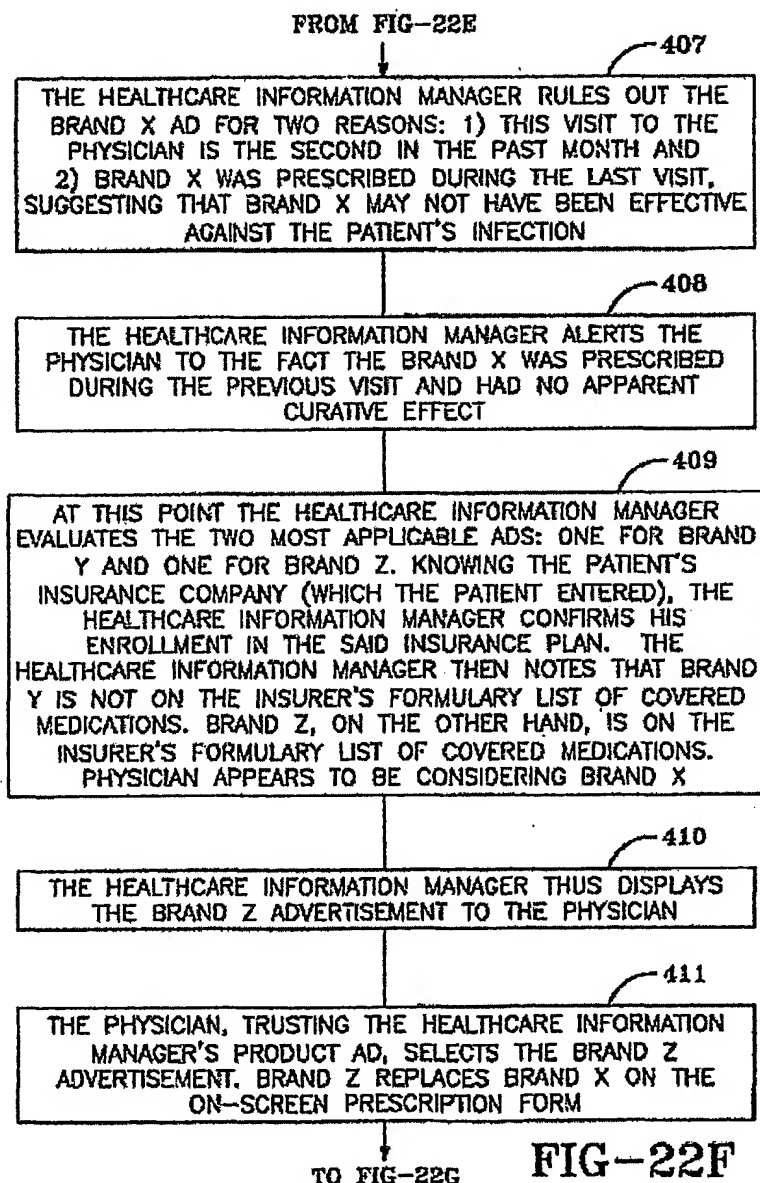 FROM FIG-22E
407
THE HEALTHCARE INFORMATION MANAGER RULES OUT THE
BRAND X AD FOR TWO REASONS: 1) THIS VISIT TO THE
PHYSICIAN IS THE SECOND IN THE PAST MONTH AND
2) BRAND X WAS PRESCRIBED DURING THE LAST VISIT,
SUGGESTING THAT BRAND X MAY NOT HAVE BEEN EFFECTIVE
AGAINST THE PATIENT'S INFECTION
408
THE HEALTHCARE INFORMATION MANAGER ALERTS THE
PHYSICIAN TO THE FACT THE BRAND X WAS PRESCRIBED
DURING THE PREVIOUS VISIT AND HAD NO APPARENT
CURATIVE EFFECT
409
AT THIS POINT THE HEALTHCARE INFORMATION MANAGER
EVALUATES THE TWO MOST APPLICABLE ADS: ONE FOR BRAND
Y AND ONE FOR BRAND Z. KNOWING THE PATIENT'S
INSURANCE COMPANY (WHICH THE PATIENT ENTERED), THE
HEALTHCARE INFORMATION MANAGER CONFIRMS HIS
ENROLLMENT IN THE SAID INSURANCE PLAN. THE
HEALTHCARE INFORMATION MANAGER THEN NOTES THAT BRAND
Y IS NOT ON THE INSURER'S FORMULARY LIST OF COVERED
MEDICATIONS. BRAND Z, ON THE OTHER HAND, IS ON THE
INSURER'S FORMULARY LIST OF COVERED MEDICATIONS.
PHYSICIAN APPEARS TO BE CONSIDERING BRAND X
410
THE HEALTHCARE INFORMATION MANAGER THUS DISPLAYS
THE BRAND Z ADVERTISEMENT TO THE PHYSICIAN
411
THE PHYSICIAN, TRUSTING THE HEALTHCARE INFORMATION
MANAGER'S PRODUCT AD, SELECTS THE BRAND Z
ADVERTISEMENT. BRAND Z REPLACES BRAND X ON THE
ON-SCREEN PRESCRIPTION FORM
TO FIG-22G
FIG-22F